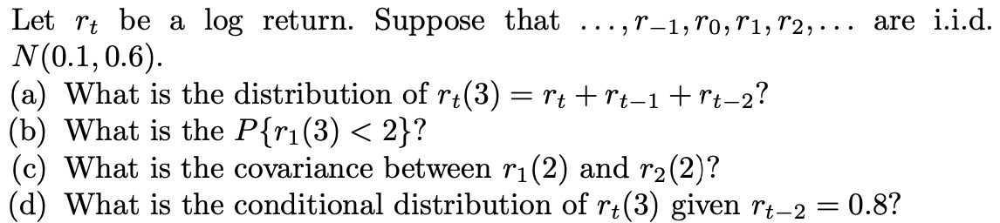 Let r_t be a log return. Suppose that ..., r_{-1}, r_0, r_1, r_2, ... are i.i.d.
N(0.1, 0.6).
(a) What is the distribution of r_t(3) = r_t + r_{t-1} + r_{t-2}?
(b) What is the P{r_1(3) < 2}?
(c) What is the covariance between r_1(2) and r_2(2)?
(d) What is the conditional distribution of r_t(3) given r_{t-2} = 0.8?